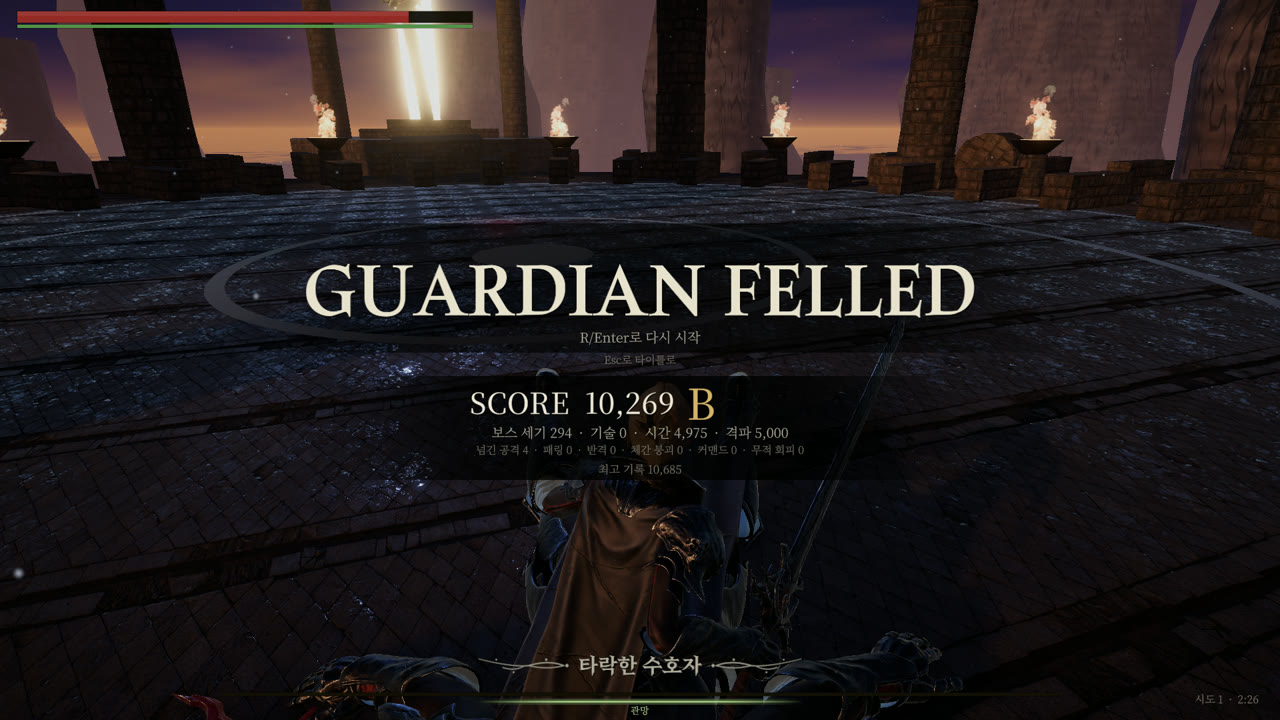 GUARDIAN FELLED
R/Enter로 다시 시작
Esc로 타이틀로
SCORE 10,269 B
보스 세기 294 · 기술 0 · 시간 4,975 · 격파 5,000
넘긴 공격 4 · 패링 0 · 반격 0 · 체간 붕괴 0 · 커맨드 0 · 무적 회피 0
최고 기록 10,685
타락한 수호자
관망
시도 1 · 2:26